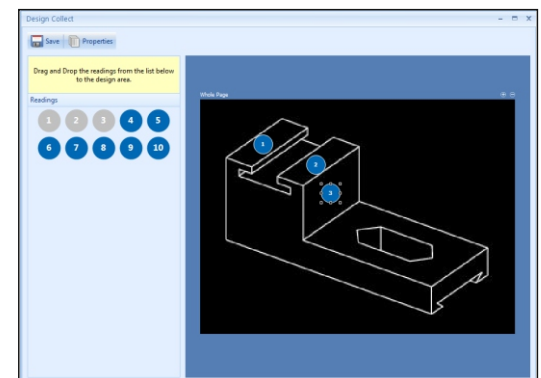 Design Collect
Save Properties
Drag and Drop the readings from the list below
to the design area.
Readings
1 2 3 4 5
6 7 8 9 10
Whole Page
1
2
3